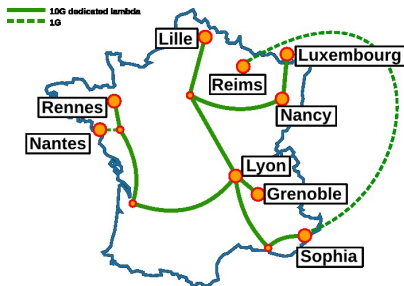 10G dedicated lambda
1G
Lille
Luxembourg
Reims
Rennes
Nancy
Nantes
Lyon
Grenoble
Sophia